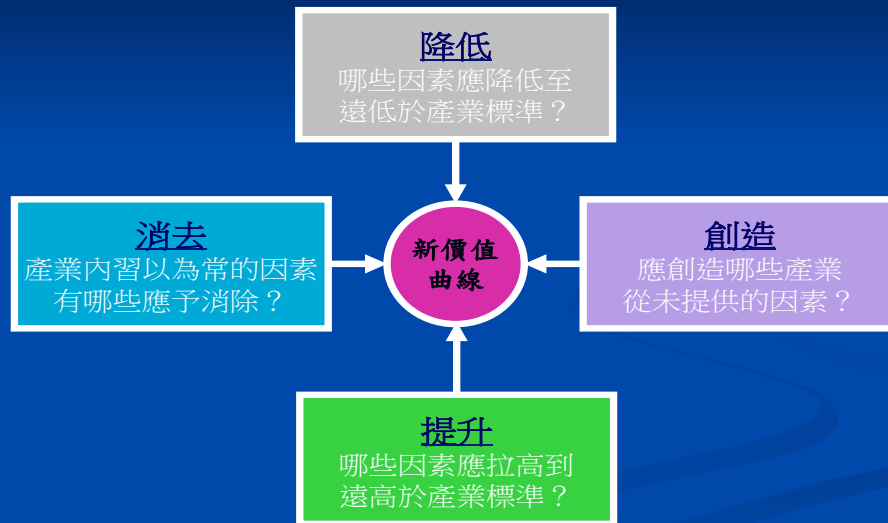 降低
哪些因素應降低至
遠低於產業標準？
消去
產業內習以為常的因素
有哪些應予消除？
新價值
曲線
創造
應創造哪些產業
從未提供的因素？
提升
哪些因素應拉高到
遠高於產業標準？